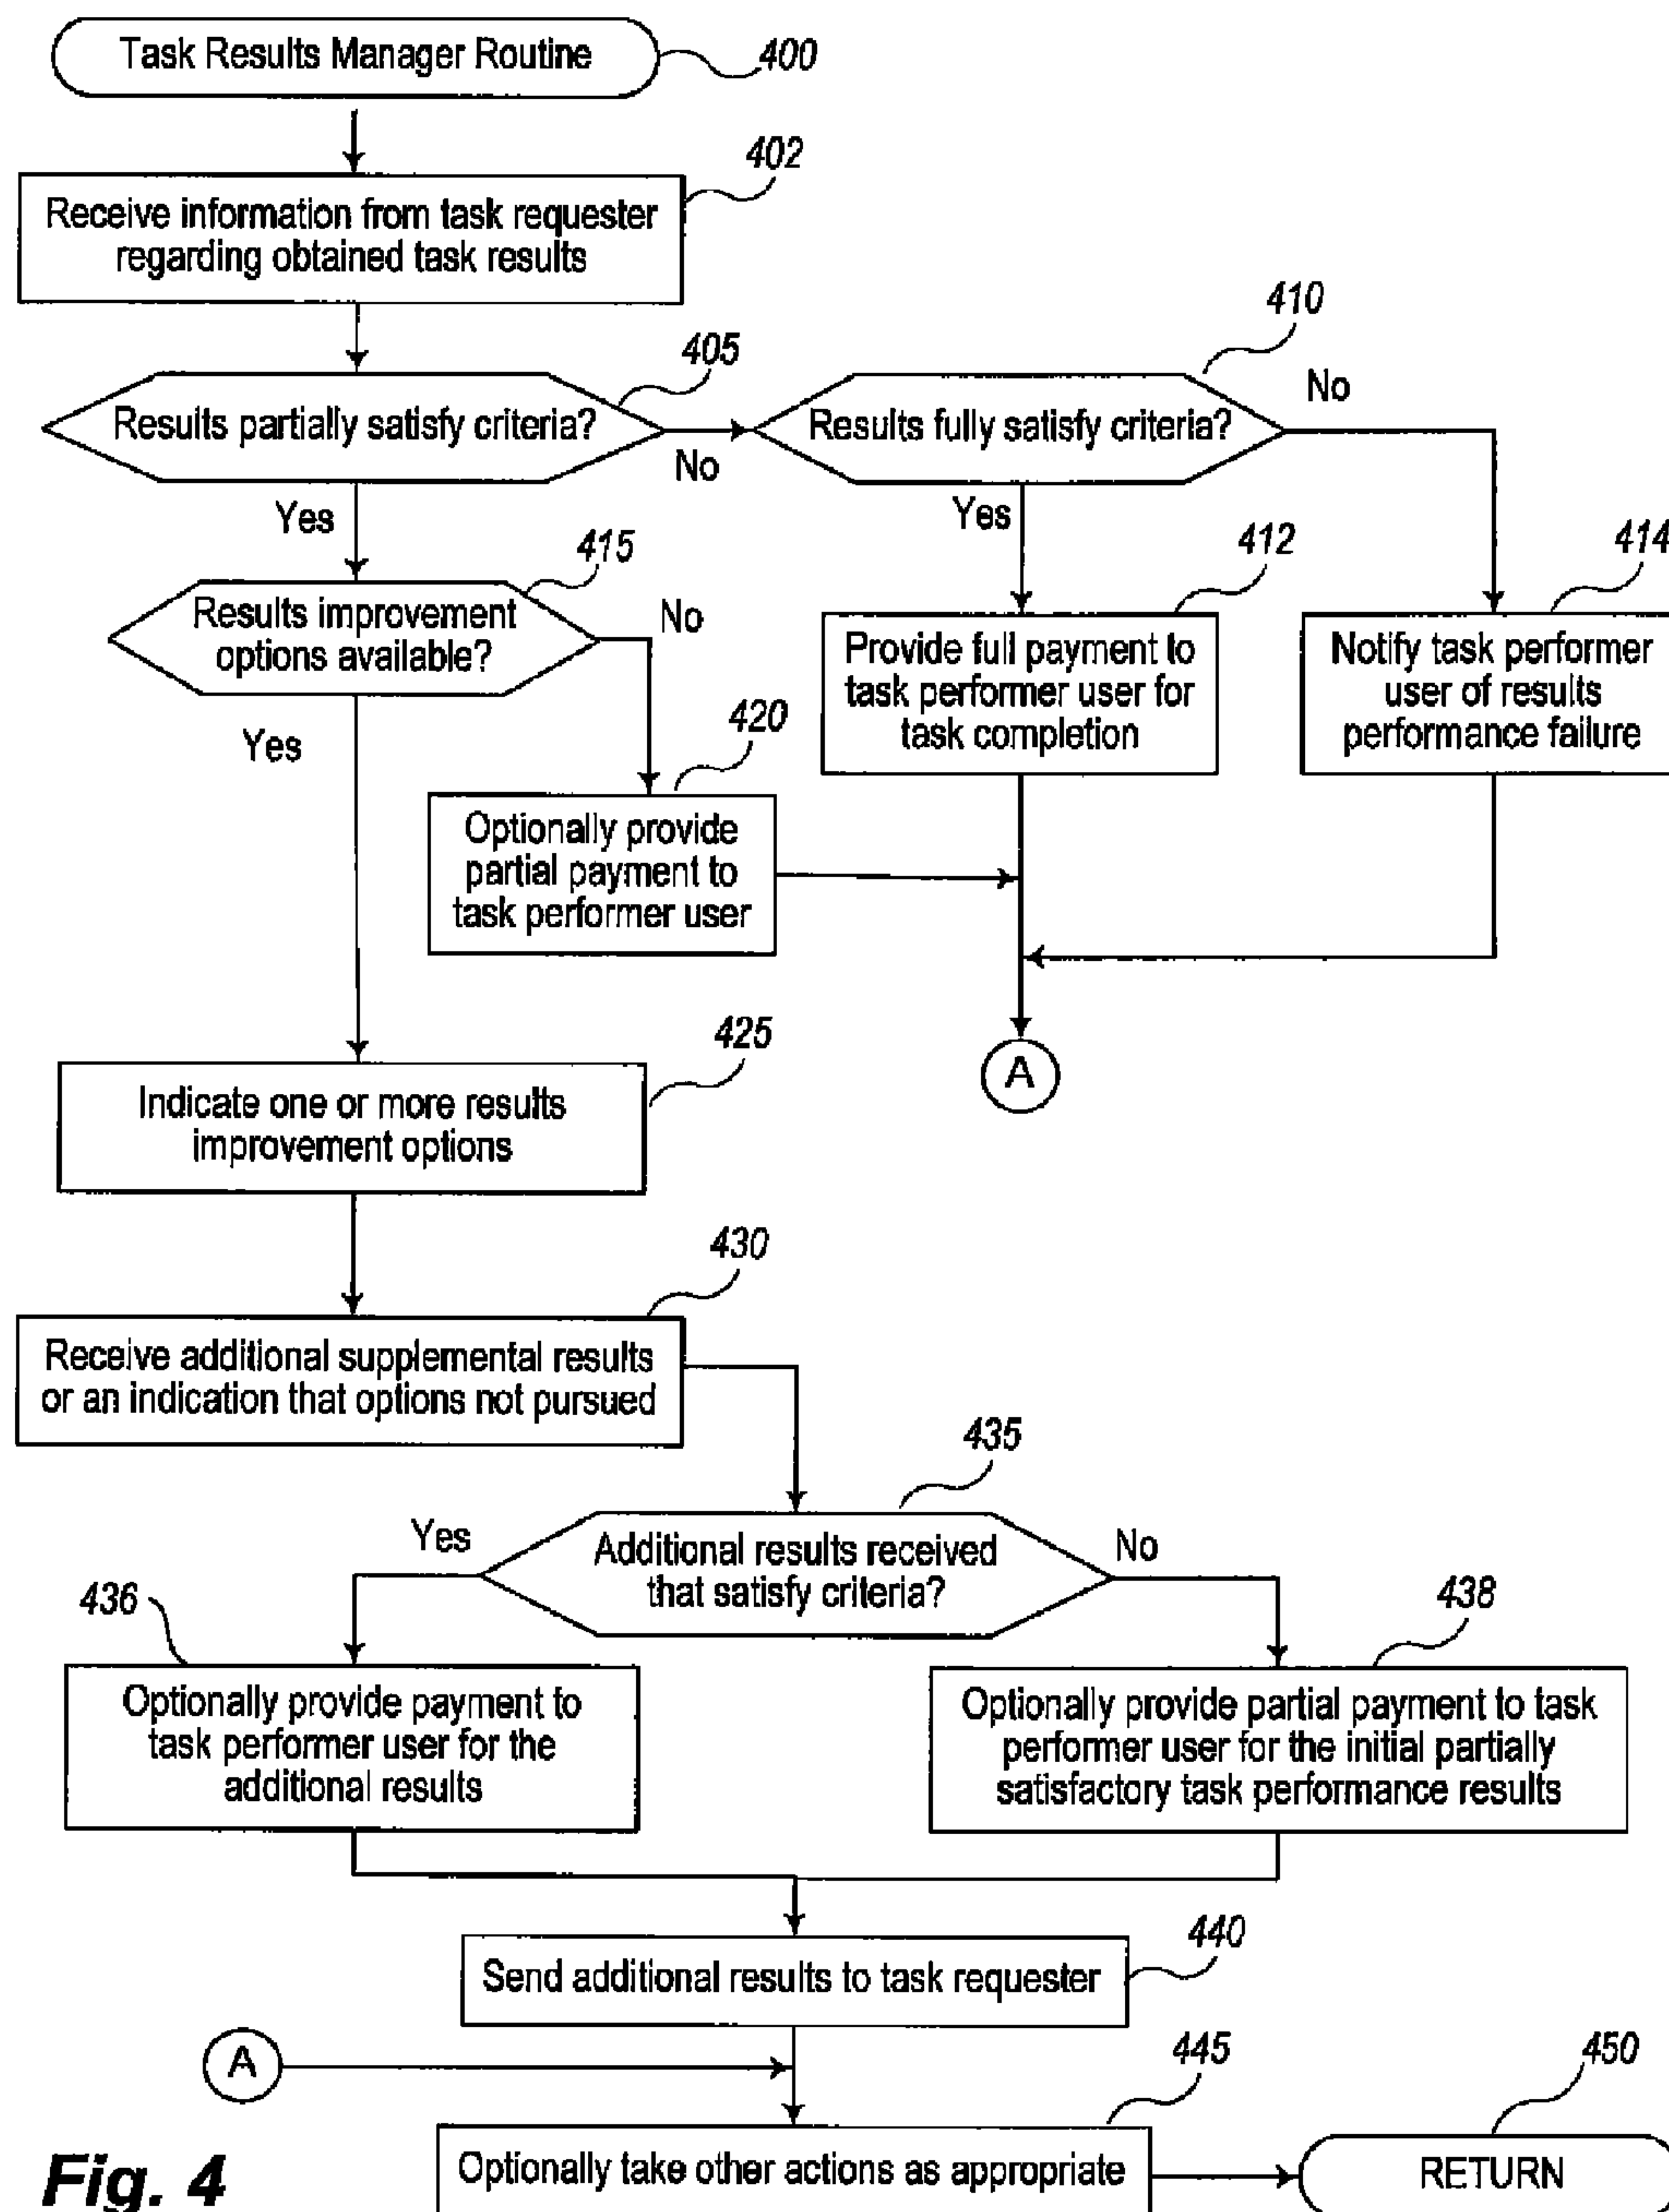 Task Results Manager Routine
400
402
Receive information from task requester
regarding obtained task results
410
405
Results partially satisfy criteria?
No
Results fully satisfy criteria?
No
Yes
Yes
415
412
414
Results improvement
options available?
No
Provide full payment to
task performer user for
task completion
Notify task performer
user of results
performance failure
Yes
420
Optionally provide
partial payment to
task performer user
425
A
Indicate one or more results
improvement options
430
Receive additional supplemental results
or an indication that options not pursued
435
Yes
Additional results received
that satisfy criteria?
No
436
438
Optionally provide payment to
task performer user for the
additional results
Optionally provide partial payment to task
performer user for the initial partially
satisfactory task performance results
440
Send additional results to task requester
A
445
450
Optionally take other actions as appropriate
RETURN
Fig. 4